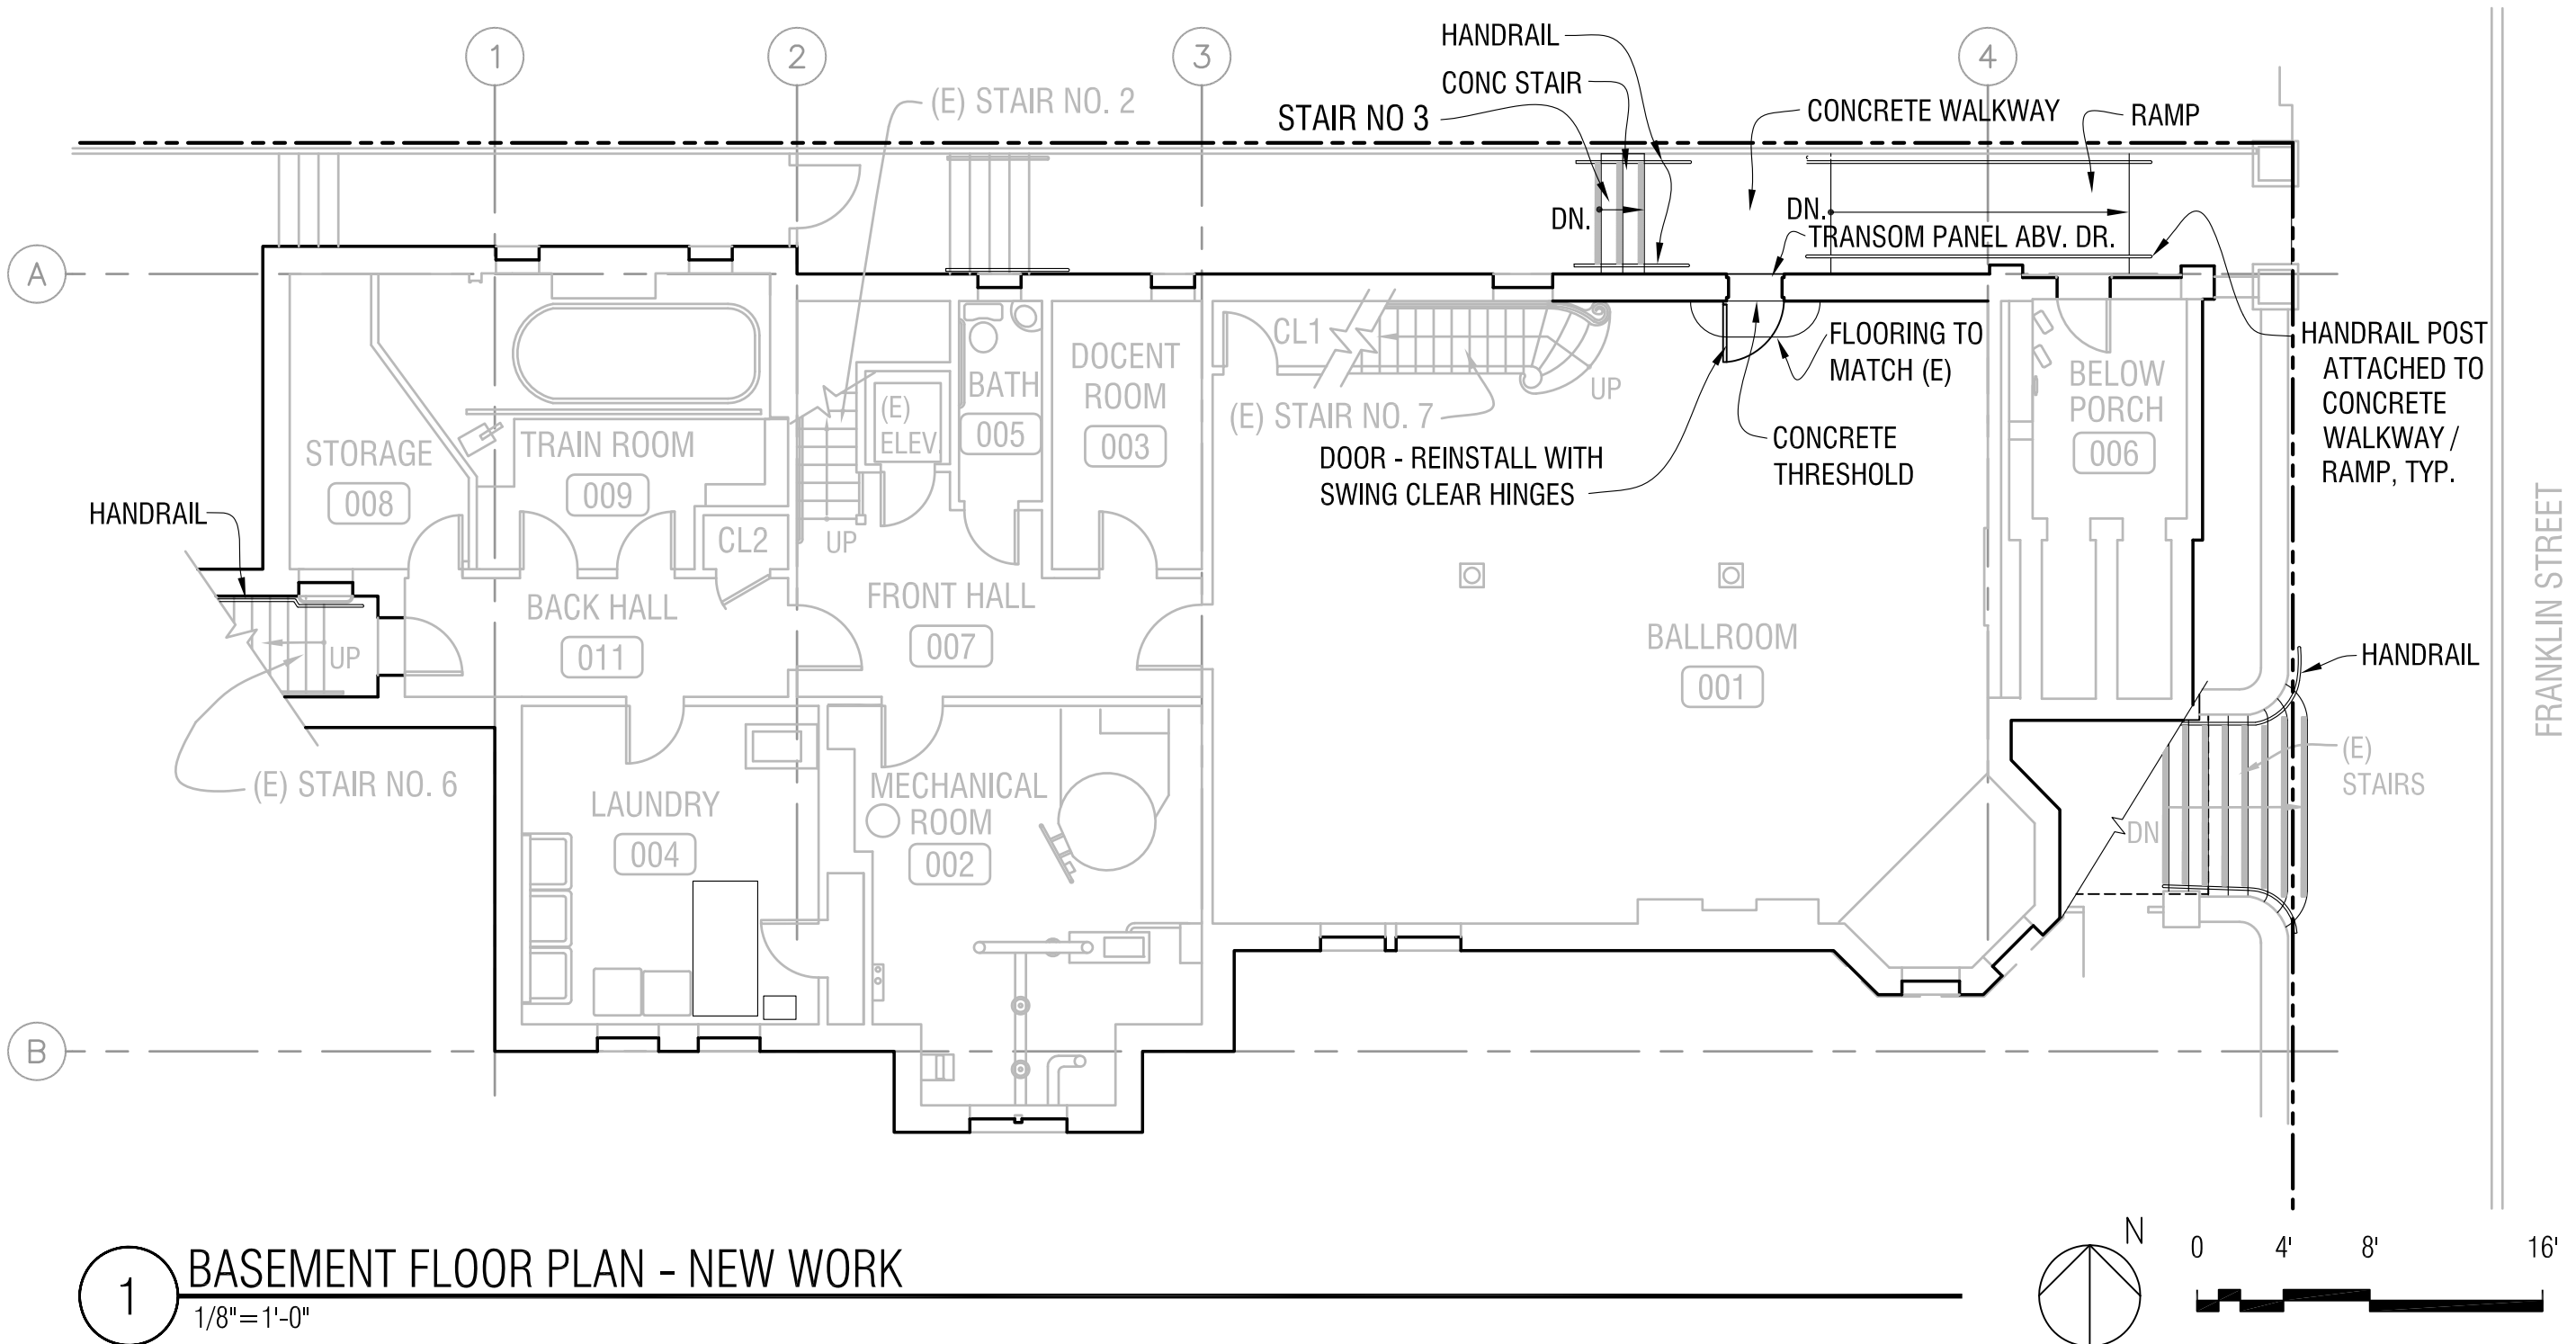 1
2
3
4
HANDRAIL
CONC STAIR
STAIR NO 3
(E) STAIR NO. 2
CONCRETE WALKWAY
RAMP
DN.
DN.
TRANSOM PANEL ABV. DR.
A
CL1
UP
(E) STAIR NO. 7
FLOORING TO
MATCH (E)
HANDRAIL POST
ATTACHED TO
CONCRETE
WALKWAY /
RAMP, TYP.
BELOW
PORCH
006
DOCENT
ROOM
003
BATH
005
(E)
ELEV.
TRAIN ROOM
009
STORAGE
008
HANDRAIL
CL2
UP
DOOR - REINSTALL WITH
SWING CLEAR HINGES
CONCRETE
THRESHOLD
FRANKLIN STREET
BACK HALL
011
FRONT HALL
007
BALLROOM
001
HANDRAIL
UP
(E) STAIR NO. 6
LAUNDRY
004
MECHANICAL
ROOM
002
(E)
STAIRS
DN
B
1
BASEMENT FLOOR PLAN - NEW WORK
1/8"=1'-0"
N
0 4' 8' 16'